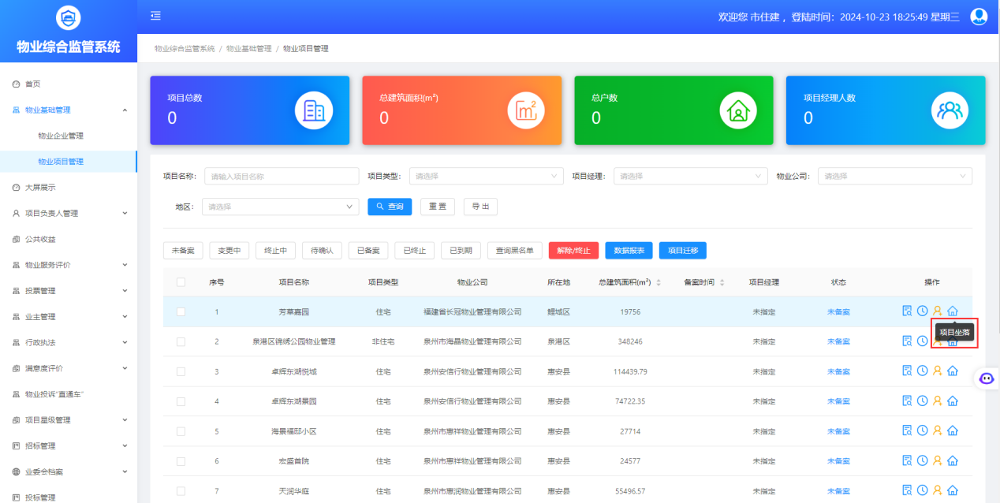 物业综合监管系统
欢迎您 市住建 ，登陆时间：2024-10-23 18:25:49 星期三
物业综合监管系统 / 物业基础管理 / 物业项目管理
首页
物业基础管理
物业企业管理
物业项目管理
大屏展示
项目负责人管理
公共收益
物业服务评价
投票管理
业主管理
行政执法
满意度评价
物业投诉"直通车"
项目星级管理
招标管理
业委会档案
投标管理
项目总数
0
总建筑面积(m²)
0
m²
总户数
0
项目经理人数
0
项目名称: 请输入项目名称 项目类型: 请选择 项目经理: 请选择 物业公司: 请选择
地区: 请选择 查询 重置 导出
未备案 变更中 终止中 待确认 已备案 已终止 已到期 查询黑名单 解除/终止 数据报表 项目迁移
序号 项目名称 项目类型 物业公司 所在地 总建筑面积(m²) 备案时间 项目经理 状态 操作
1 芳草嘉园 住宅 福建省长冠物业管理有限公司 鲤城区 19756 未指定 未备案
项目坐落
2 泉港区锦绣公园物业管理 非住宅 泉州市海晶物业管理有限公司 泉港区 348246 未指定 未备案
3 卓辉东湖悦城 住宅 泉州安信行物业管理有限公司 惠安县 114439.79 未指定 未备案
4 卓辉东湖景园 住宅 泉州安信行物业管理有限公司 惠安县 74722.35 未指定 未备案
5 海景福邸小区 住宅 泉州市惠祥物业管理有限公司 惠安县 27714 未指定 未备案
6 宏盛首院 住宅 泉州市惠祥物业管理有限公司 惠安县 24577 未指定 未备案
7 天润华庭 住宅 泉州市惠润物业管理有限公司 惠安县 55496.57 未指定 未备案